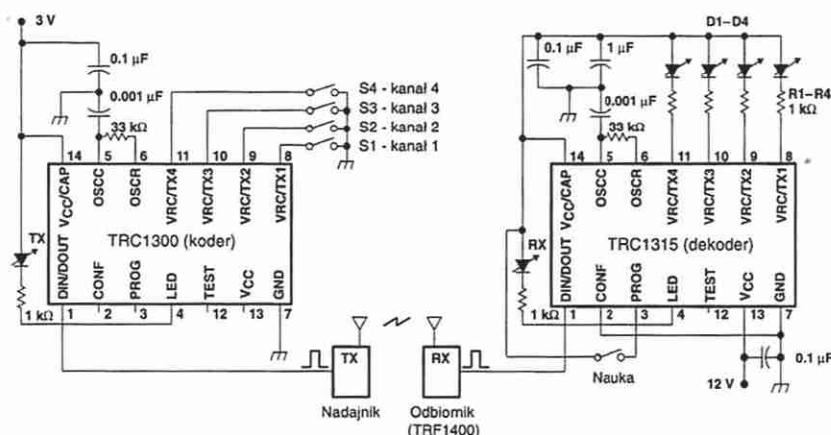 3 V
0.1 µF
0.001 µF
33 kΩ
S4 - kanał 4
S3 - kanał 3
S2 - kanał 2
S1 - kanał 1
14 5 6 11 10 9 8
VCC/CAP OSCC OSCR VRC/TX4 VRC/TX3 VRC/TX2 VRC/TX1
TRC1300 (koder)
TX
DIN/DOUT CONF PROG LED TEST VCC GND
1 2 3 4 12 13 7
1 kΩ
TX
Nadajnik
RX
Odbiornik
(TRF1400)
D1–D4
0.1 µF
1 µF
0.001 µF
33 kΩ
R1–R4
1 kΩ
14 5 6 11 10 9 8
VCC/CAP OSCC OSCR VRC/TX4 VRC/TX3 VRC/TX2 VRC/TX1
TRC1315 (dekoder)
RX
DIN/DOUT CONF PROG LED TEST VCC GND
1 2 3 4 12 13 7
1 kΩ
Nauka
12 V
0.1 µF